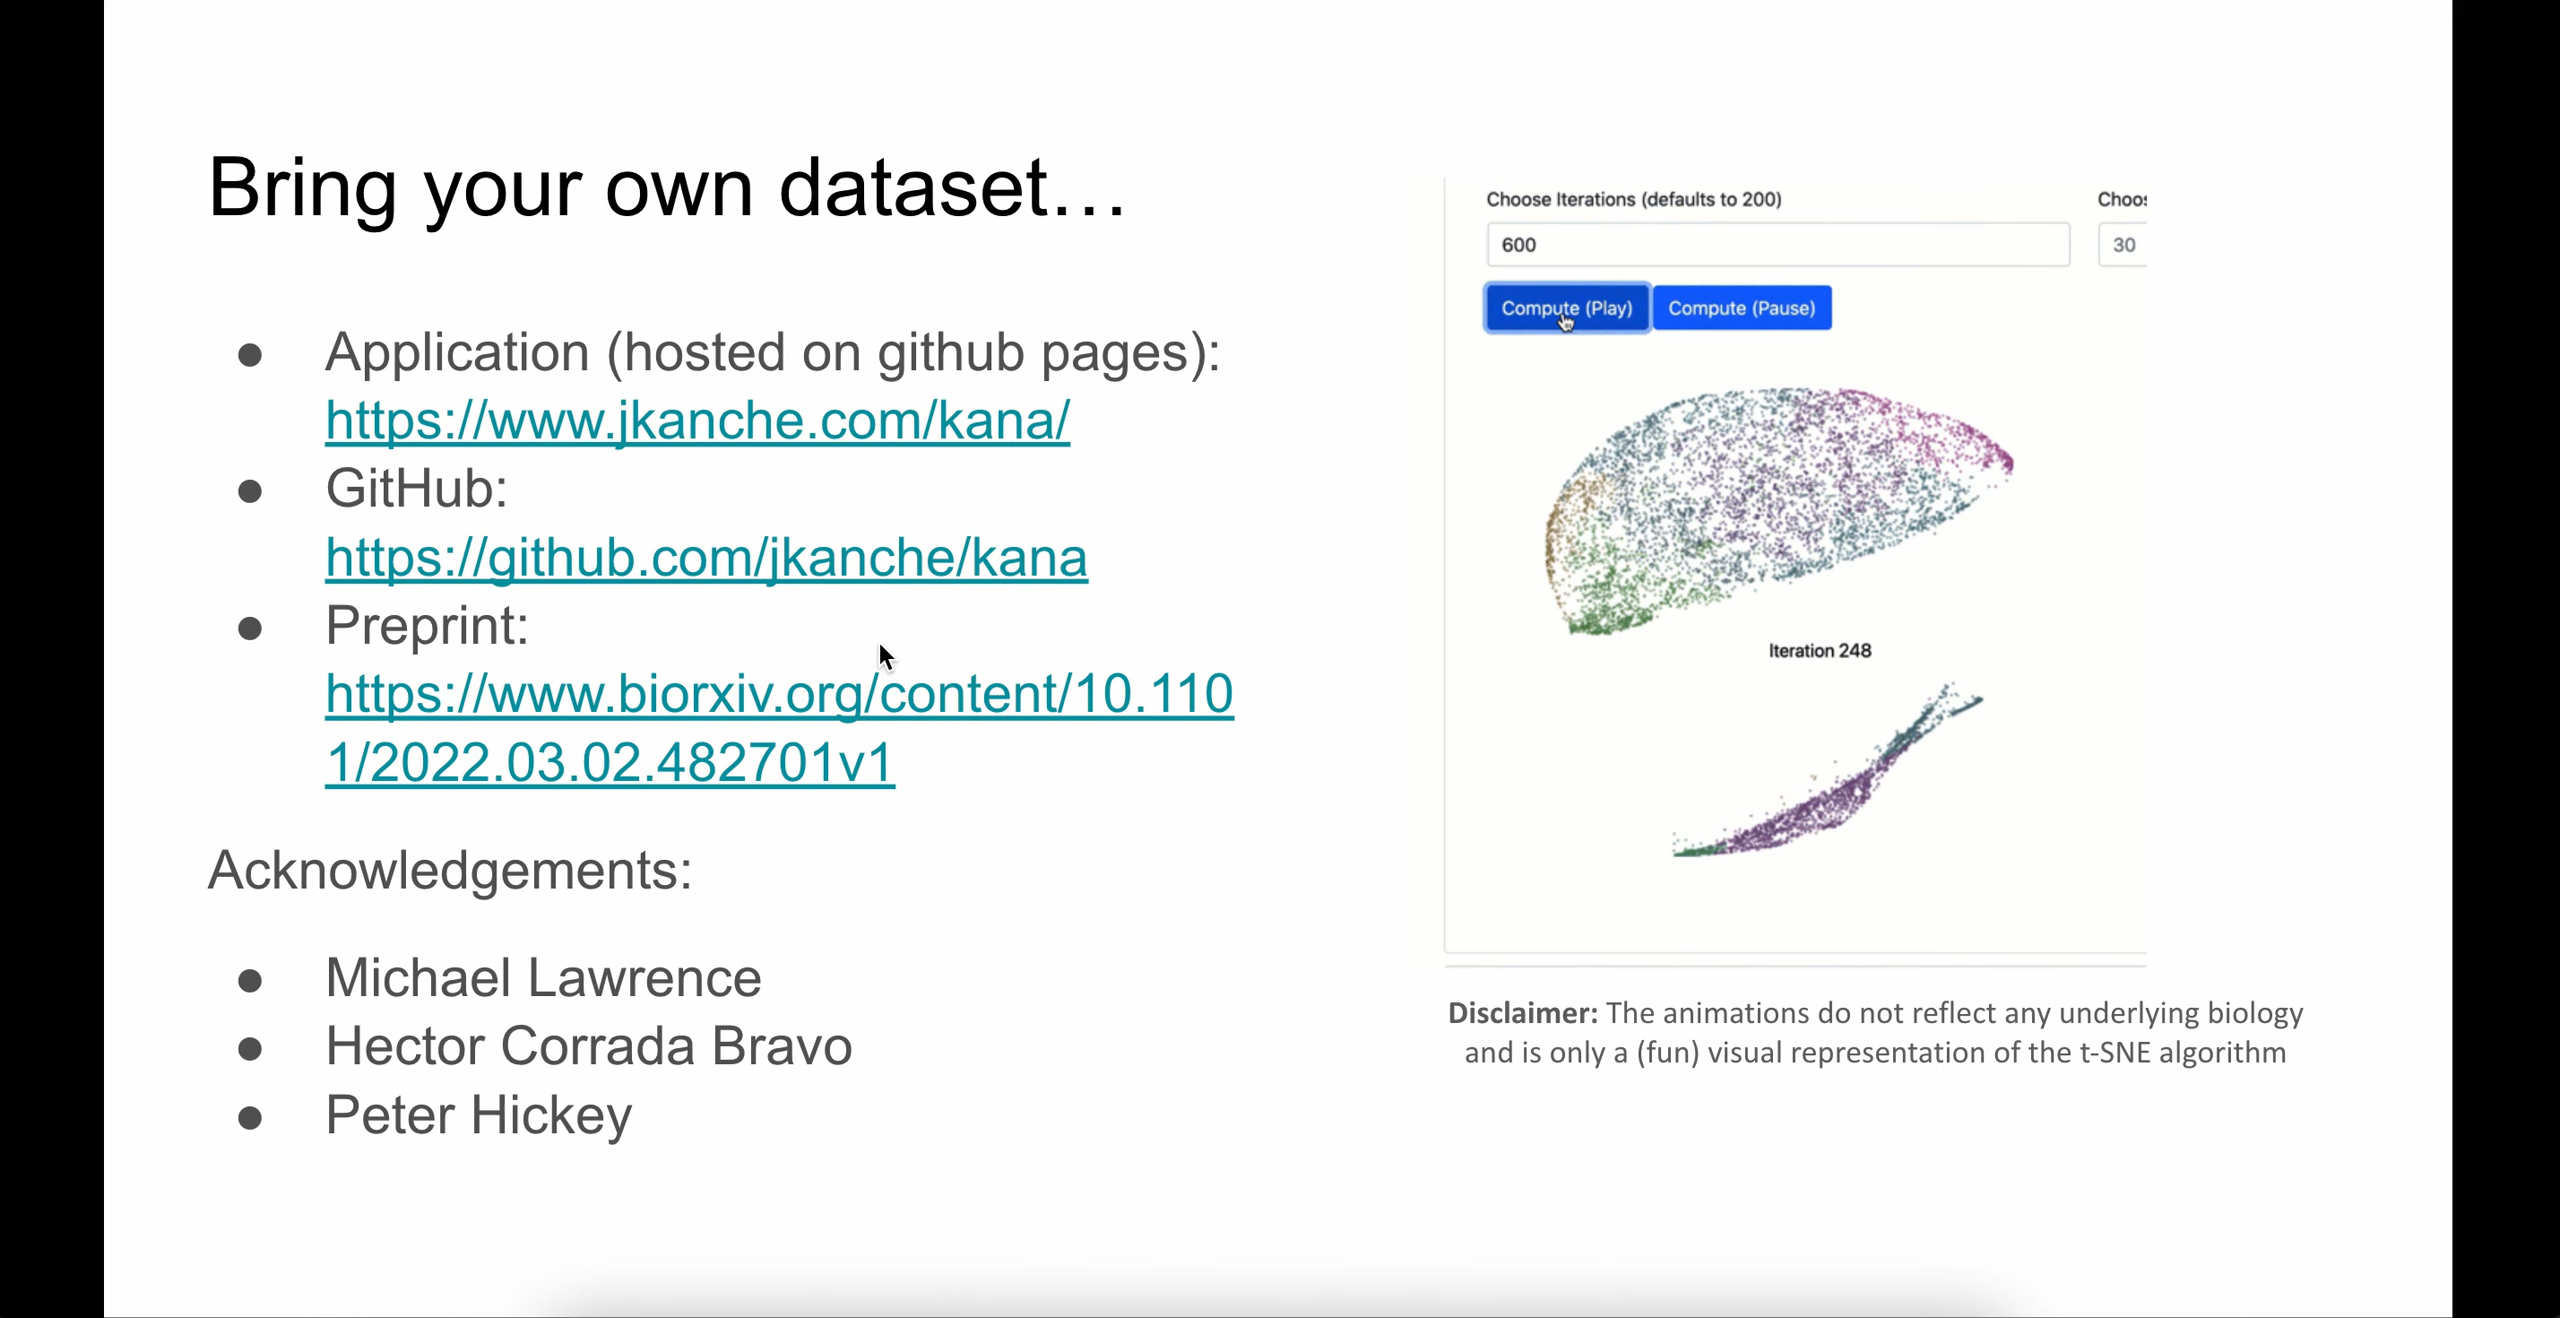 Bring your own dataset…
● Application (hosted on github pages):
https://www.jkanche.com/kana/
● GitHub:
https://github.com/jkanche/kana
● Preprint:
https://www.biorxiv.org/content/10.110
1/2022.03.02.482701v1
Acknowledgements:
● Michael Lawrence
● Hector Corrada Bravo
● Peter Hickey
Choose Iterations (defaults to 200)
600
30
Compute (Play) Compute (Pause)
Iteration 248
Disclaimer: The animations do not reflect any underlying biology
and is only a (fun) visual representation of the t-SNE algorithm